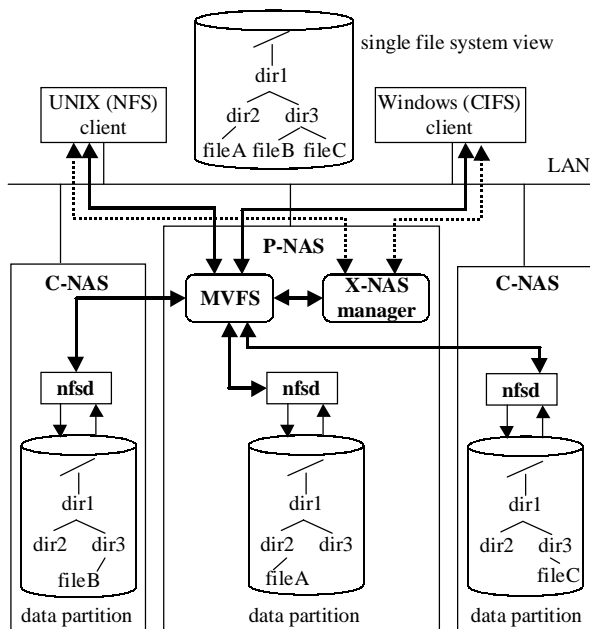 single file system view
dir1
dir2 dir3
fileA fileB fileC
UNIX (NFS)
client
Windows (CIFS)
client
LAN
P-NAS
C-NAS
MVFS
X-NAS
manager
C-NAS
nfsd
nfsd
nfsd
dir1
dir2 dir3
fileB
data partition
dir1
dir2 dir3
fileA
data partition
dir1
dir2 dir3
fileC
data partition